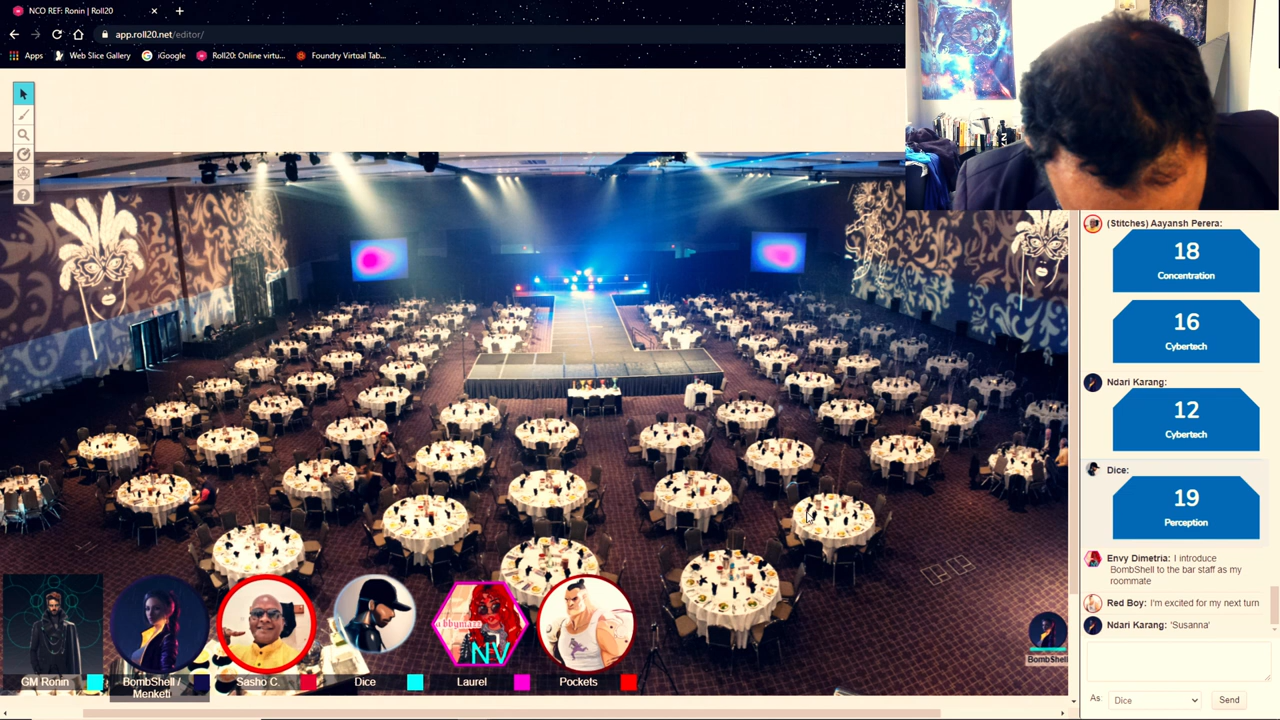 NCO REF: Ronin | Roll20
app.roll20.net/editor/
Apps
Web Slice Gallery
iGoogle
Roll20: Online virtu...
Foundry Virtual Tab...
(Stitches) Aayansh Perera:
18
Concentration
16
Cybertech
Ndari Karang:
12
Cybertech
Dice:
19
Perception
Envy Dimetria: I introduce
BombShell to the bar staff as my
roommate
Red Boy: I'm excited for my next turn
Ndari Karang: 'Susanna'
As:
Dice
Send
BombShell
NV
GM Ronin
BombShell /
Menketi
Sasho C.
Dice
Laurel
Pockets